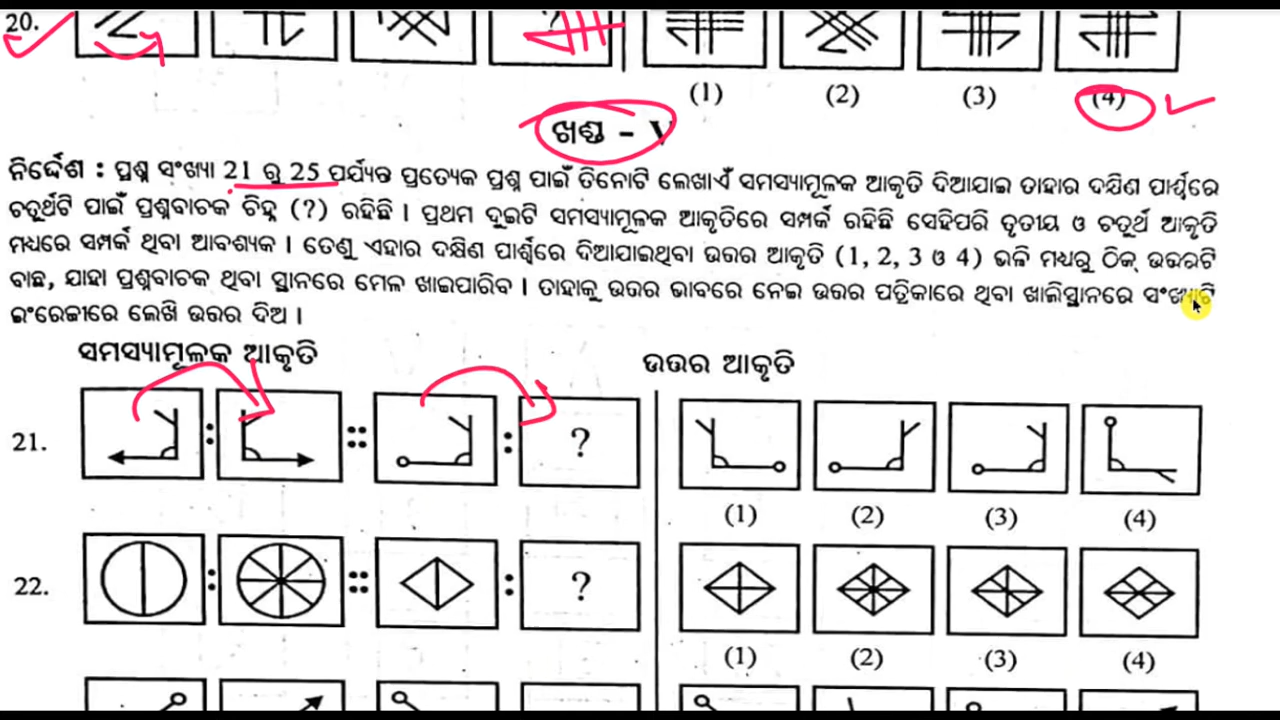 20.
?
(1) (2) (3) (4)
ଖଣ୍ଡ - V
ନିର୍ଦ୍ଦେଶ : ପ୍ରଶ୍ନ ସଂଖ୍ୟା 21 ରୁ 25 ପର୍ଯ୍ୟନ୍ତ ପ୍ରତ୍ୟେକ ପ୍ରଶ୍ନ ପାଇଁ ତିନୋଟି ଲେଖାଏଁ ସମସ୍ୟାମୂଳକ ଆକୃତି ଦିଆଯାଇ ତାହାର ଦକ୍ଷିଣ ପାର୍ଶ୍ୱରେ
ଚତୁର୍ଥଟି ପାଇଁ ପ୍ରଶ୍ନବାଚକ ଚିହ୍ନ (?) ରହିଛି । ପ୍ରଥମ ଦୁଇଟି ସମସ୍ୟାମୂଳକ ଆକୃତିରେ ସମ୍ପର୍କ ରହିଛି ସେହିପରି ତୃତୀୟ ଓ ଚତୁର୍ଥ ଆକୃତି
ମଧ୍ୟରେ ସମ୍ପର୍କ ଥିବା ଆବଶ୍ୟକ । ତେଣୁ ଏହାର ଦକ୍ଷିଣ ପାର୍ଶ୍ୱରେ ଦିଆଯାଇଥିବା ଉତ୍ତର ଆକୃତି (1, 2, 3 ଓ 4) ଭଳି ମଧ୍ୟରୁ ଠିକ୍ ଉତ୍ତରଟି
ବାଛ, ଯାହା ପ୍ରଶ୍ନବାଚକ ଥିବା ସ୍ଥାନରେ ମେଳ ଖାଇପାରିବ । ତାହାକୁ ଉତ୍ତର ଭାବରେ ନେଇ ଉତ୍ତର ପତ୍ରିକାରେ ଥିବା ଖାଲିସ୍ଥାନରେ ସଂଖ୍ୟାଟି
ଇଂରେଜୀରେ ଲେଖି ଉତ୍ତର ଦିଅ ।
ସମସ୍ୟାମୂଳକ ଆକୃତି ଉତ୍ତର ଆକୃତି
21. : :: : ?
(1) (2) (3) (4)
22. : :: : ?
(1) (2) (3) (4)